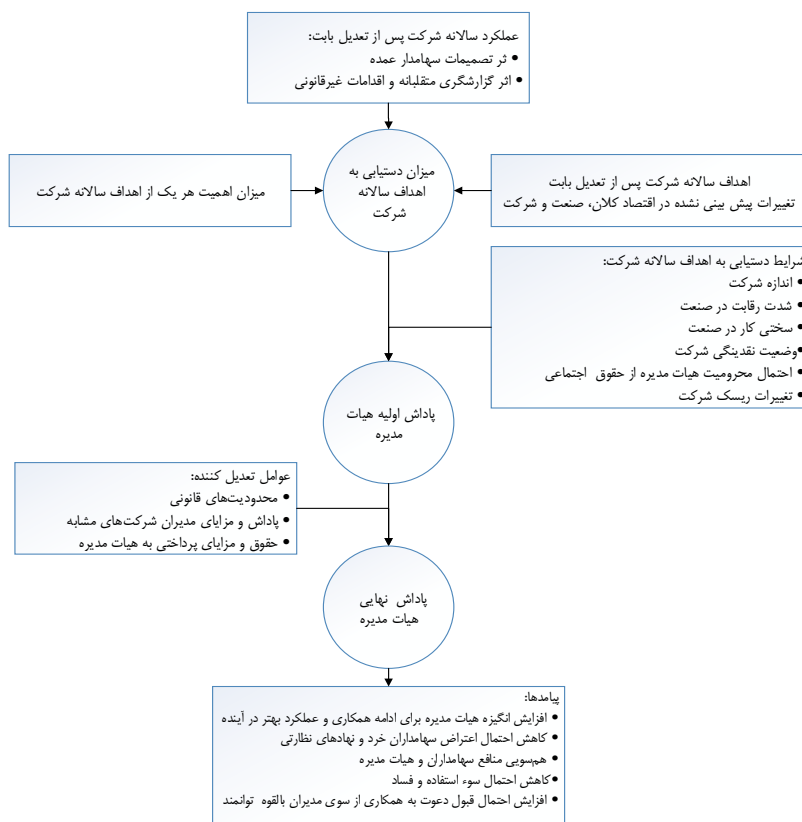 عملکرد سالانه شرکت پس از تعدیل بابت:
• ثر تصمیمات سهامدار عمده
• اثر گزارشگری متقلبانه و اقدامات غیرقانونی
میزان دستیابی به
اهداف سالانه
شرکت
اهداف سالانه شرکت پس از تعدیل بابت
تغییرات پیش بینی نشده در اقتصاد کلان، صنعت و شرکت
میزان اهمیت هر یک از اهداف سالانه شرکت
شرایط دستیابی به اهداف سالانه شرکت:
• اندازه شرکت
• شدت رقابت در صنعت
• سختی کار در صنعت
•وضعیت نقدینگی شرکت
• احتمال محرومیت هیات مدیره از حقوق اجتماعی
• تغییرات ریسک شرکت
پاداش اولیه هیات
مدیره
عوامل تعدیل کننده:
• محدودیت‌های قانونی
• پاداش و مزایای مدیران شرکت‌های مشابه
• حقوق و مزایای پرداختی به هیات مدیره
پاداش نهایی
هیات مدیره
پیامدها:
• افزایش انگیزه هیات مدیره برای ادامه همکاری و عملکرد بهتر در آینده
• کاهش احتمال اعتراض سهامداران خرد و نهادهای نظارتی
• هم‌سویی منافع سهامداران و هیات مدیره
•کاهش احتمال سوء استفاده و فساد
• افزایش احتمال قبول دعوت به همکاری از سوی مدیران بالقوه توانمند